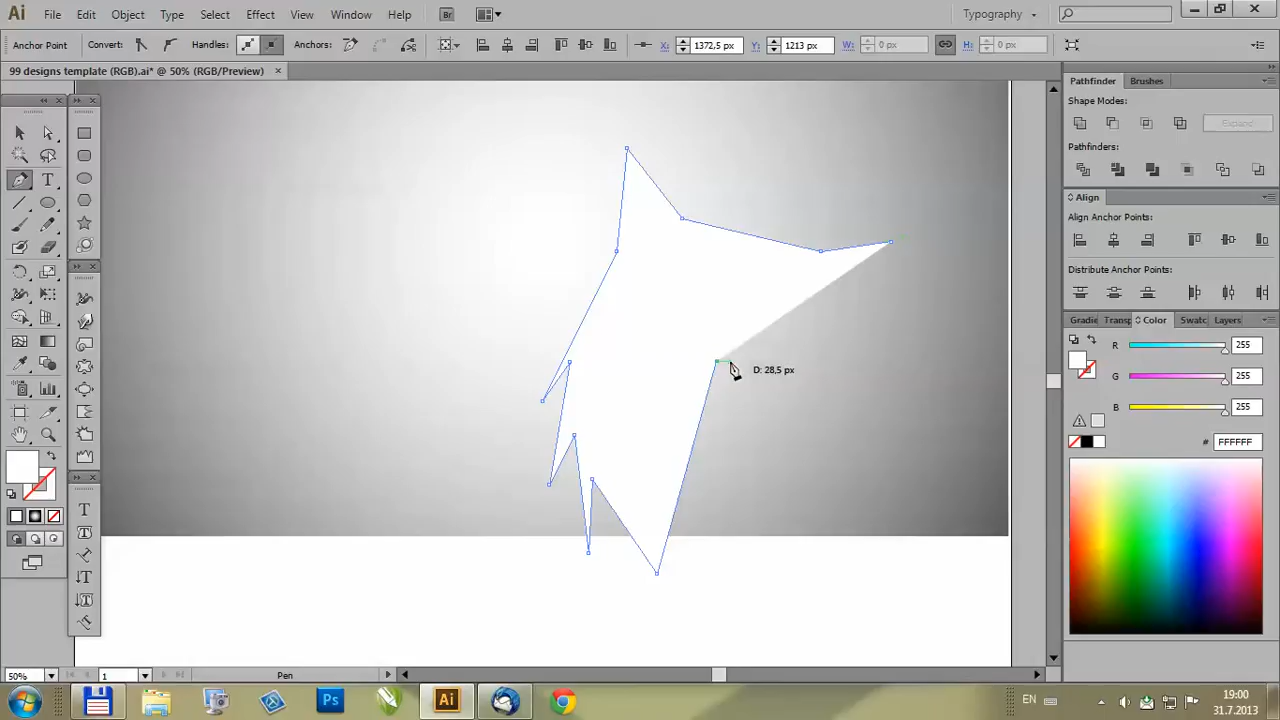 Ai File Edit Object Type Select Effect View Window Help Br Typography
Anchor Point Convert: Handles: Anchors: X: 1372,5 px Y: 1213 px W: 0 px H: 0 px
99 designs template (RGB).ai* @ 50% (RGB/Preview)
Pathfinder Brushes
Shape Modes:
Expand
Pathfinders:
Align
Align Anchor Points:
Distribute Anchor Points:
Gradie Transp Color Swatc Layers
R 255
G 255
B 255
# FFFFFF
D: 28,5 px
50% 1 Pen
Ps Ai EN 19:00
31.7.2013